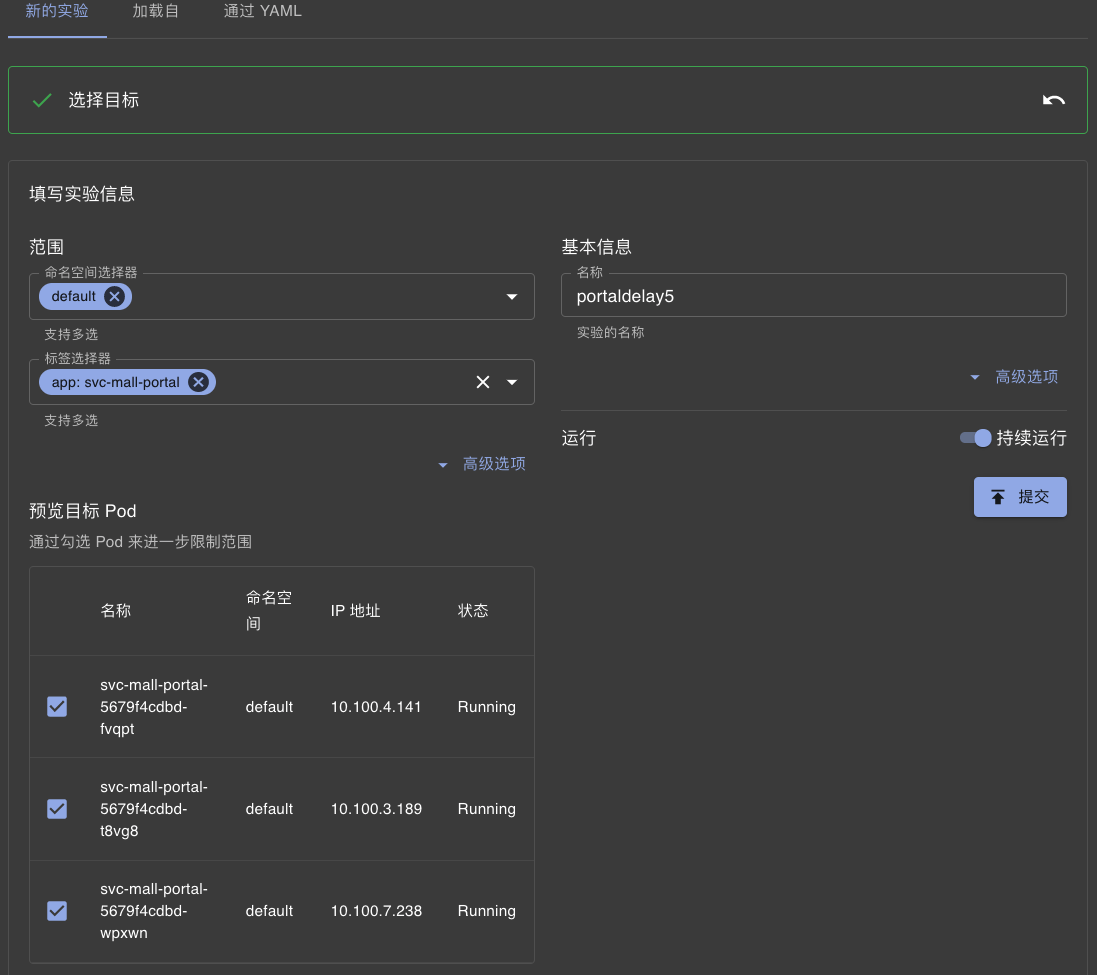 新的实验
加载自
通过 YAML
选择目标
填写实验信息
范围
命名空间选择器
default
支持多选
标签选择器
app: svc-mall-portal
支持多选
高级选项
预览目标 Pod
通过勾选 Pod 来进一步限制范围
名称 命名空间 IP 地址 状态
svc-mall-portal-
5679f4cdbd-
fvqpt
default
10.100.4.141
Running
svc-mall-portal-
5679f4cdbd-
t8vg8
default
10.100.3.189
Running
svc-mall-portal-
5679f4cdbd-
wpxwn
default
10.100.7.238
Running
基本信息
名称
portaldelay5
实验的名称
高级选项
运行
持续运行
提交